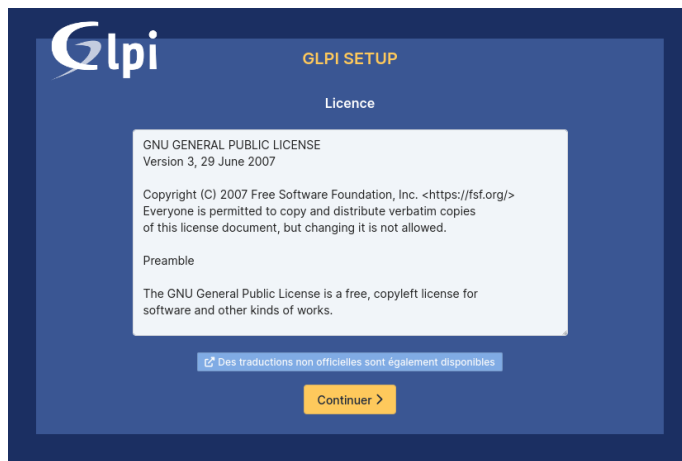 Glpi
GLPI SETUP
Licence
GNU GENERAL PUBLIC LICENSE
Version 3, 29 June 2007
Copyright (C) 2007 Free Software Foundation, Inc. <https://fsf.org/>
Everyone is permitted to copy and distribute verbatim copies
of this license document, but changing it is not allowed.
Preamble
The GNU General Public License is a free, copyleft license for
software and other kinds of works.
Des traductions non officielles sont également disponibles
Continuer